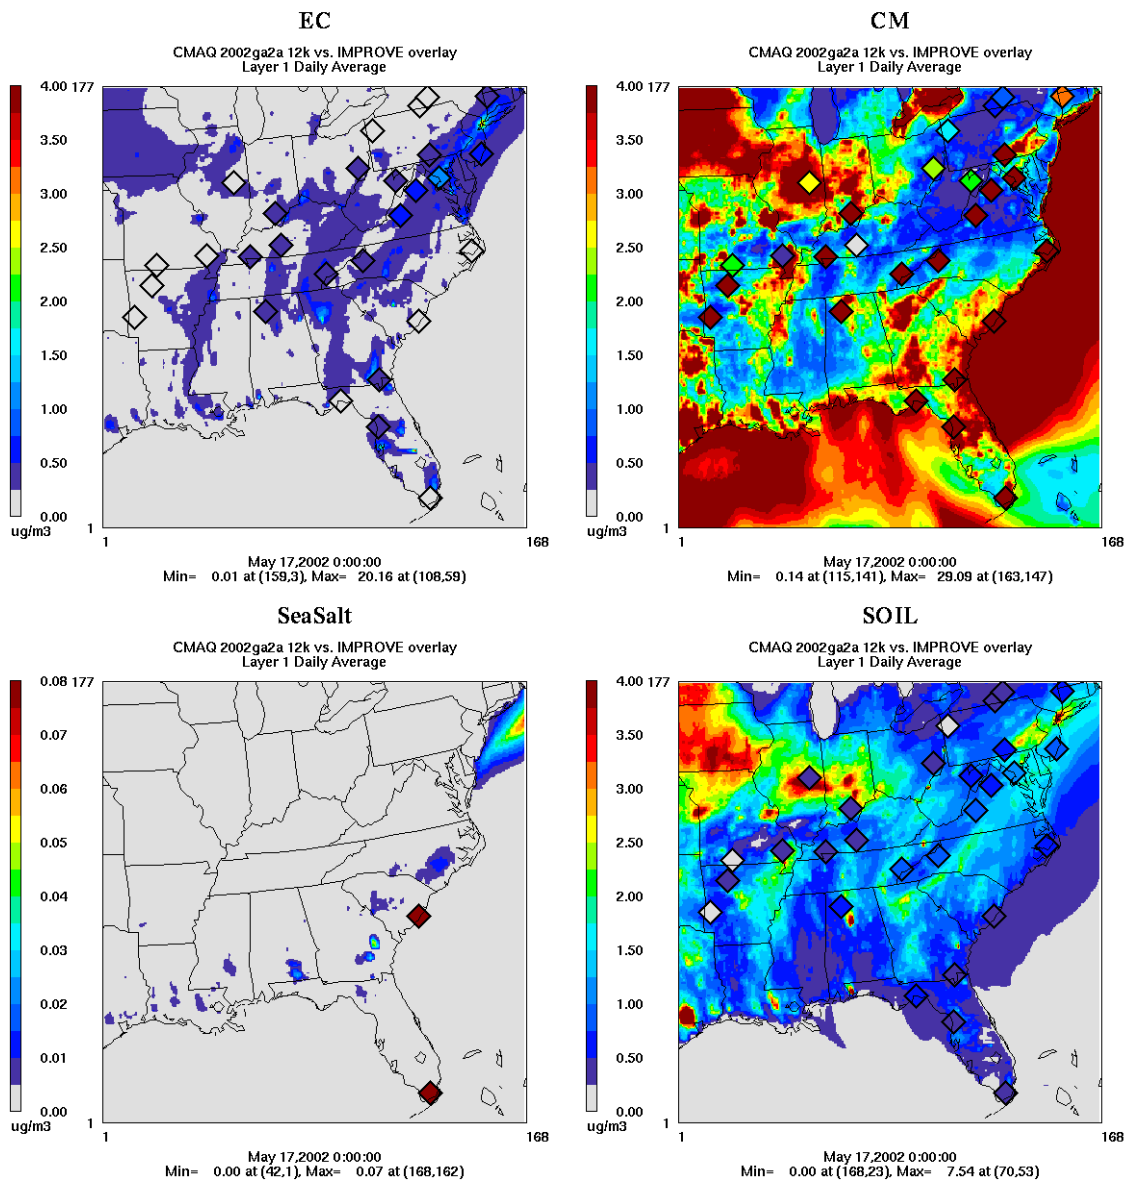 EC
CMAQ 2002ga2a 12k vs. IMPROVE overlay
Layer 1 Daily Average
4.00 177
3.50
3.00
2.50
2.00
1.50
1.00
0.50
0.00
ug/m3
1
1 168
May 17,2002 0:00:00
Min= 0.01 at (159,3), Max= 20.16 at (108,59)
CM
CMAQ 2002ga2a 12k vs. IMPROVE overlay
Layer 1 Daily Average
4.00 177
3.50
3.00
2.50
2.00
1.50
1.00
0.50
0.00
ug/m3
1
1 168
May 17,2002 0:00:00
Min= 0.14 at (115,141), Max= 29.09 at (163,147)
SeaSalt
CMAQ 2002ga2a 12k vs. IMPROVE overlay
Layer 1 Daily Average
0.08 177
0.07
0.06
0.05
0.04
0.03
0.02
0.01
0.00
ug/m3
1
1 168
May 17,2002 0:00:00
Min= 0.00 at (42,1), Max= 0.07 at (168,162)
SOIL
CMAQ 2002ga2a 12k vs. IMPROVE overlay
Layer 1 Daily Average
4.00 177
3.50
3.00
2.50
2.00
1.50
1.00
0.50
0.00
ug/m3
1
1 168
May 17,2002 0:00:00
Min= 0.00 at (168,23), Max= 7.54 at (70,53)